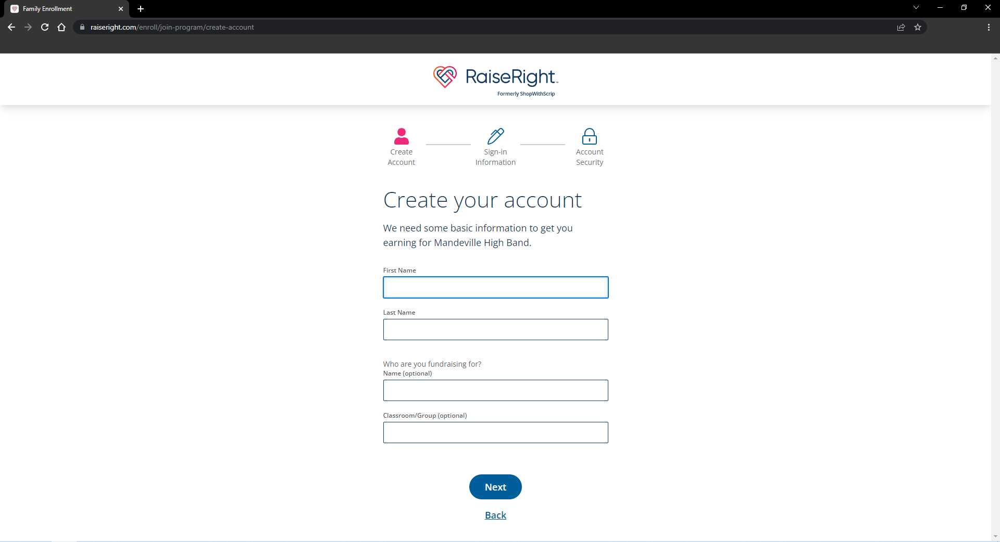 Family Enrollment
raiseright.com/enroll/join-program/create-account
RaiseRight™
Formerly ShopWithScrip
Create
Account
Sign-in
Information
Account
Security
Create your account
We need some basic information to get you
earning for Mandeville High Band.
First Name
Last Name
Who are you fundraising for?
Name (optional)
Classroom/Group (optional)
Next
Back